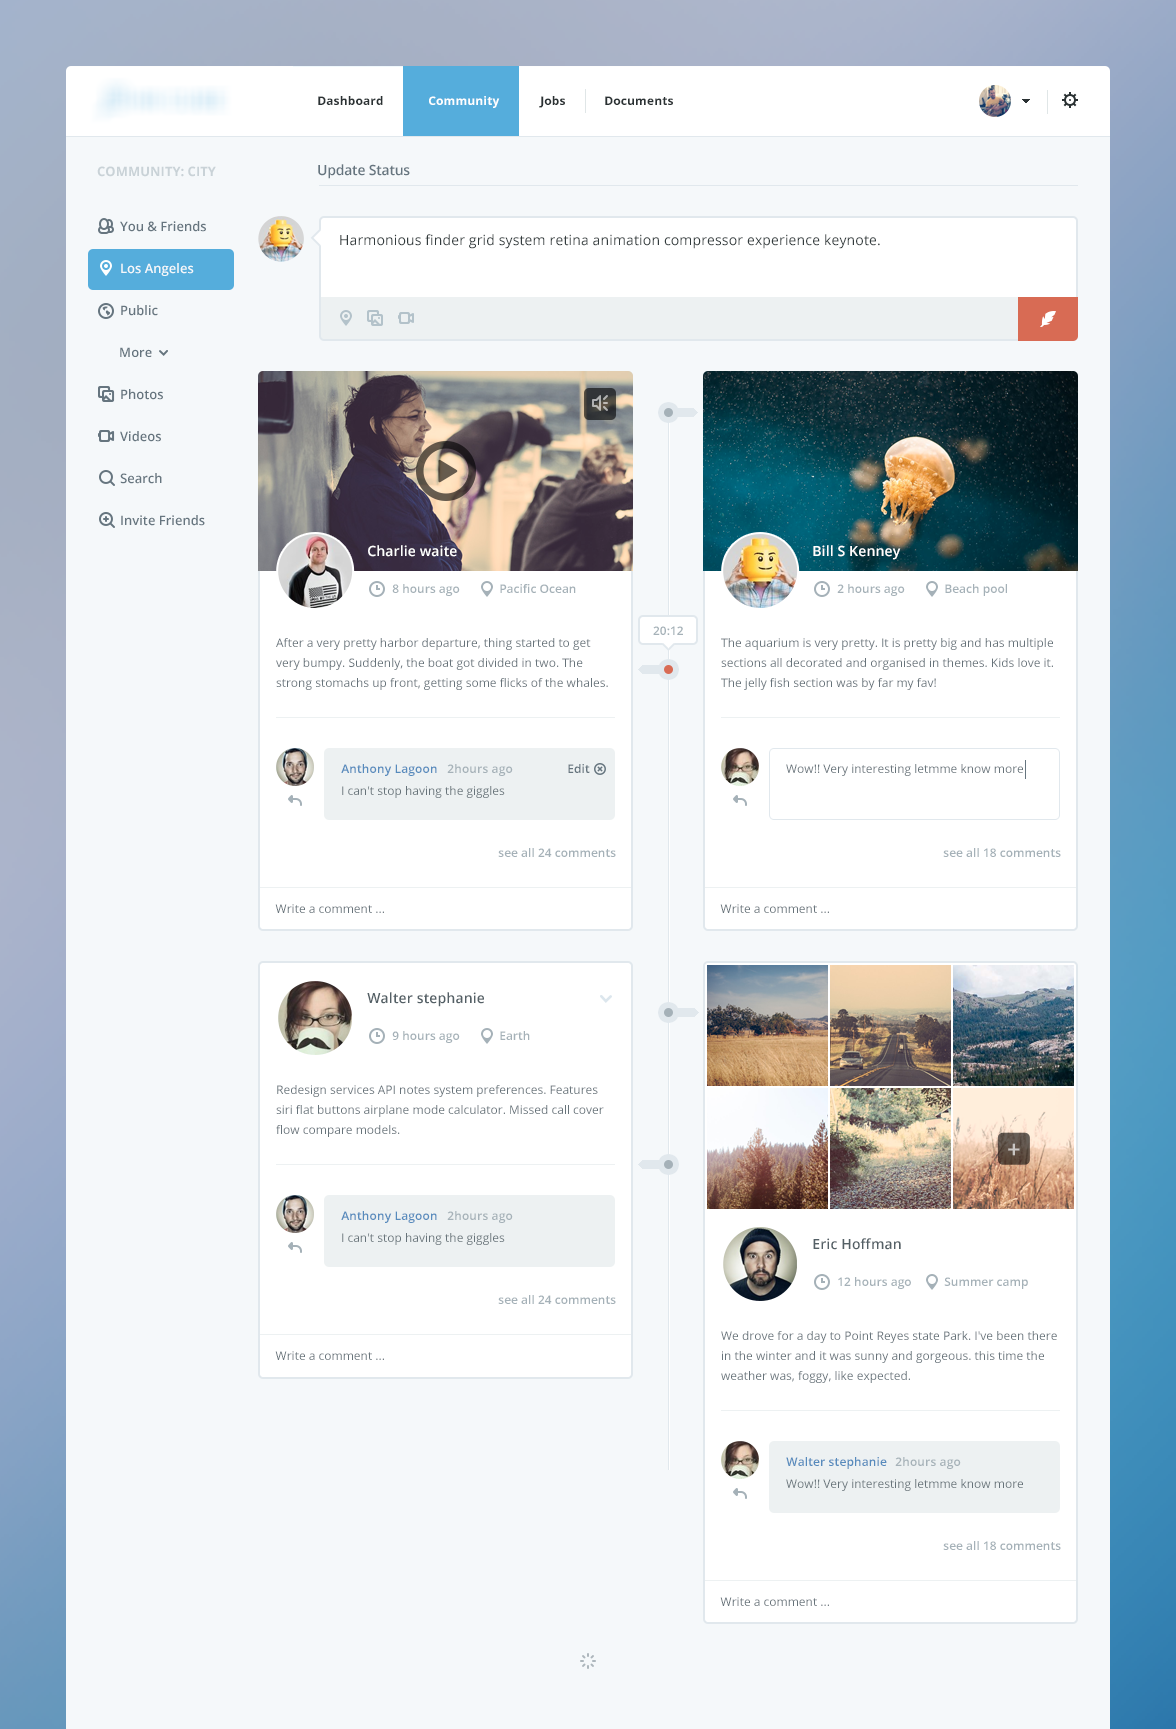 Dashboard
Community
Jobs
Documents
COMMUNITY: CITY
You & Friends
Los Angeles
Public
More
Photos
Videos
Search
Invite Friends
Update Status
Harmonious finder grid system retina animation compressor experience keynote.
Charlie waite
8 hours ago
Pacific Ocean
After a very pretty harbor departure, thing started to get
very bumpy. Suddenly, the boat got divided in two. The
strong stomachs up front, getting some flicks of the whales.
Anthony Lagoon 2hours ago Edit
I can't stop having the giggles
see all 24 comments
Write a comment ...
20:12
Bill S Kenney
2 hours ago
Beach pool
The aquarium is very pretty. It is pretty big and has multiple
sections all decorated and organised in themes. Kids love it.
The jelly fish section was by far my fav!
Wow!! Very interesting letmme know more
see all 18 comments
Write a comment ...
Walter stephanie
9 hours ago
Earth
Redesign services API notes system preferences. Features
siri flat buttons airplane mode calculator. Missed call cover
flow compare models.
Anthony Lagoon 2hours ago
I can't stop having the giggles
see all 24 comments
Write a comment ...
Eric Hoffman
12 hours ago
Summer camp
We drove for a day to Point Reyes state Park. I've been there
in the winter and it was sunny and gorgeous. this time the
weather was, foggy, like expected.
Walter stephanie 2hours ago
Wow!! Very interesting letmme know more
see all 18 comments
Write a comment ...